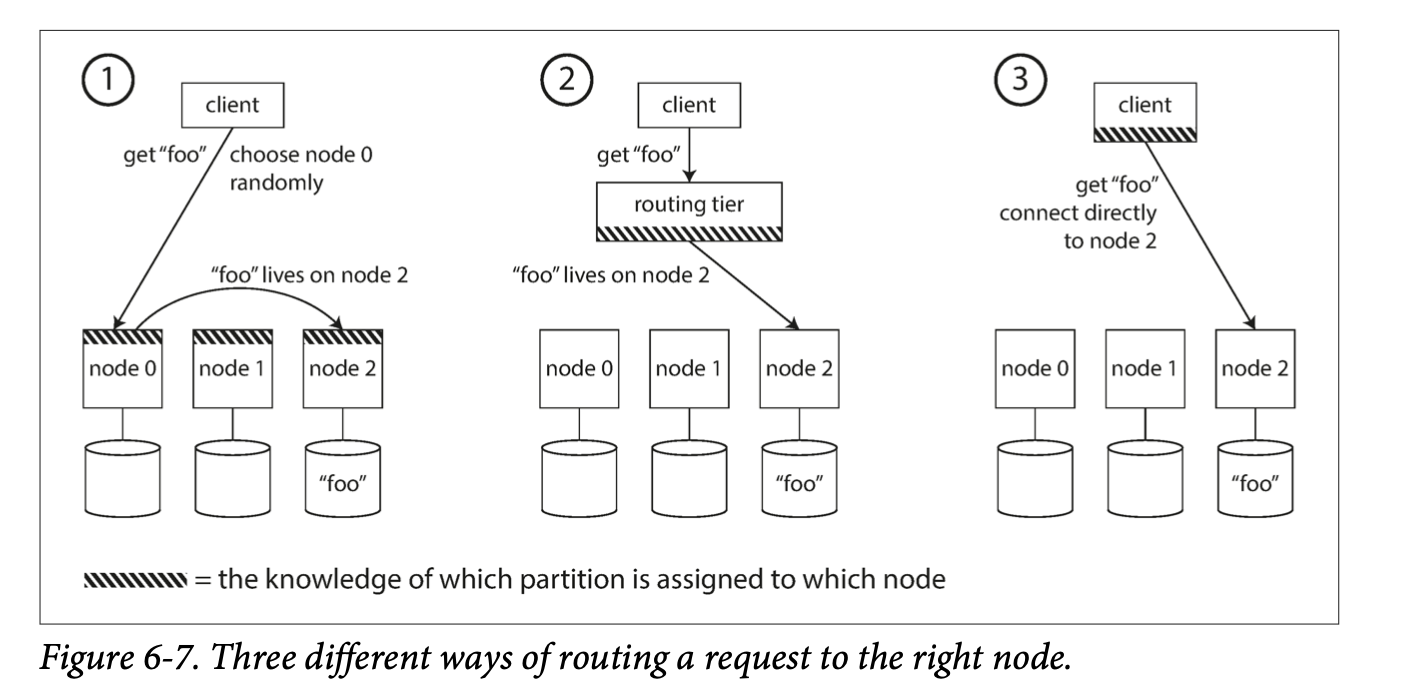 1
client
get “foo”
choose node 0
randomly
“foo” lives on node 2
node 0
node 1
node 2
“foo”
2
client
get “foo”
routing tier
“foo” lives on node 2
node 0
node 1
node 2
“foo”
3
client
get “foo”
connect directly
to node 2
node 0
node 1
node 2
“foo”
= the knowledge of which partition is assigned to which node
Figure 6-7. Three different ways of routing a request to the right node.